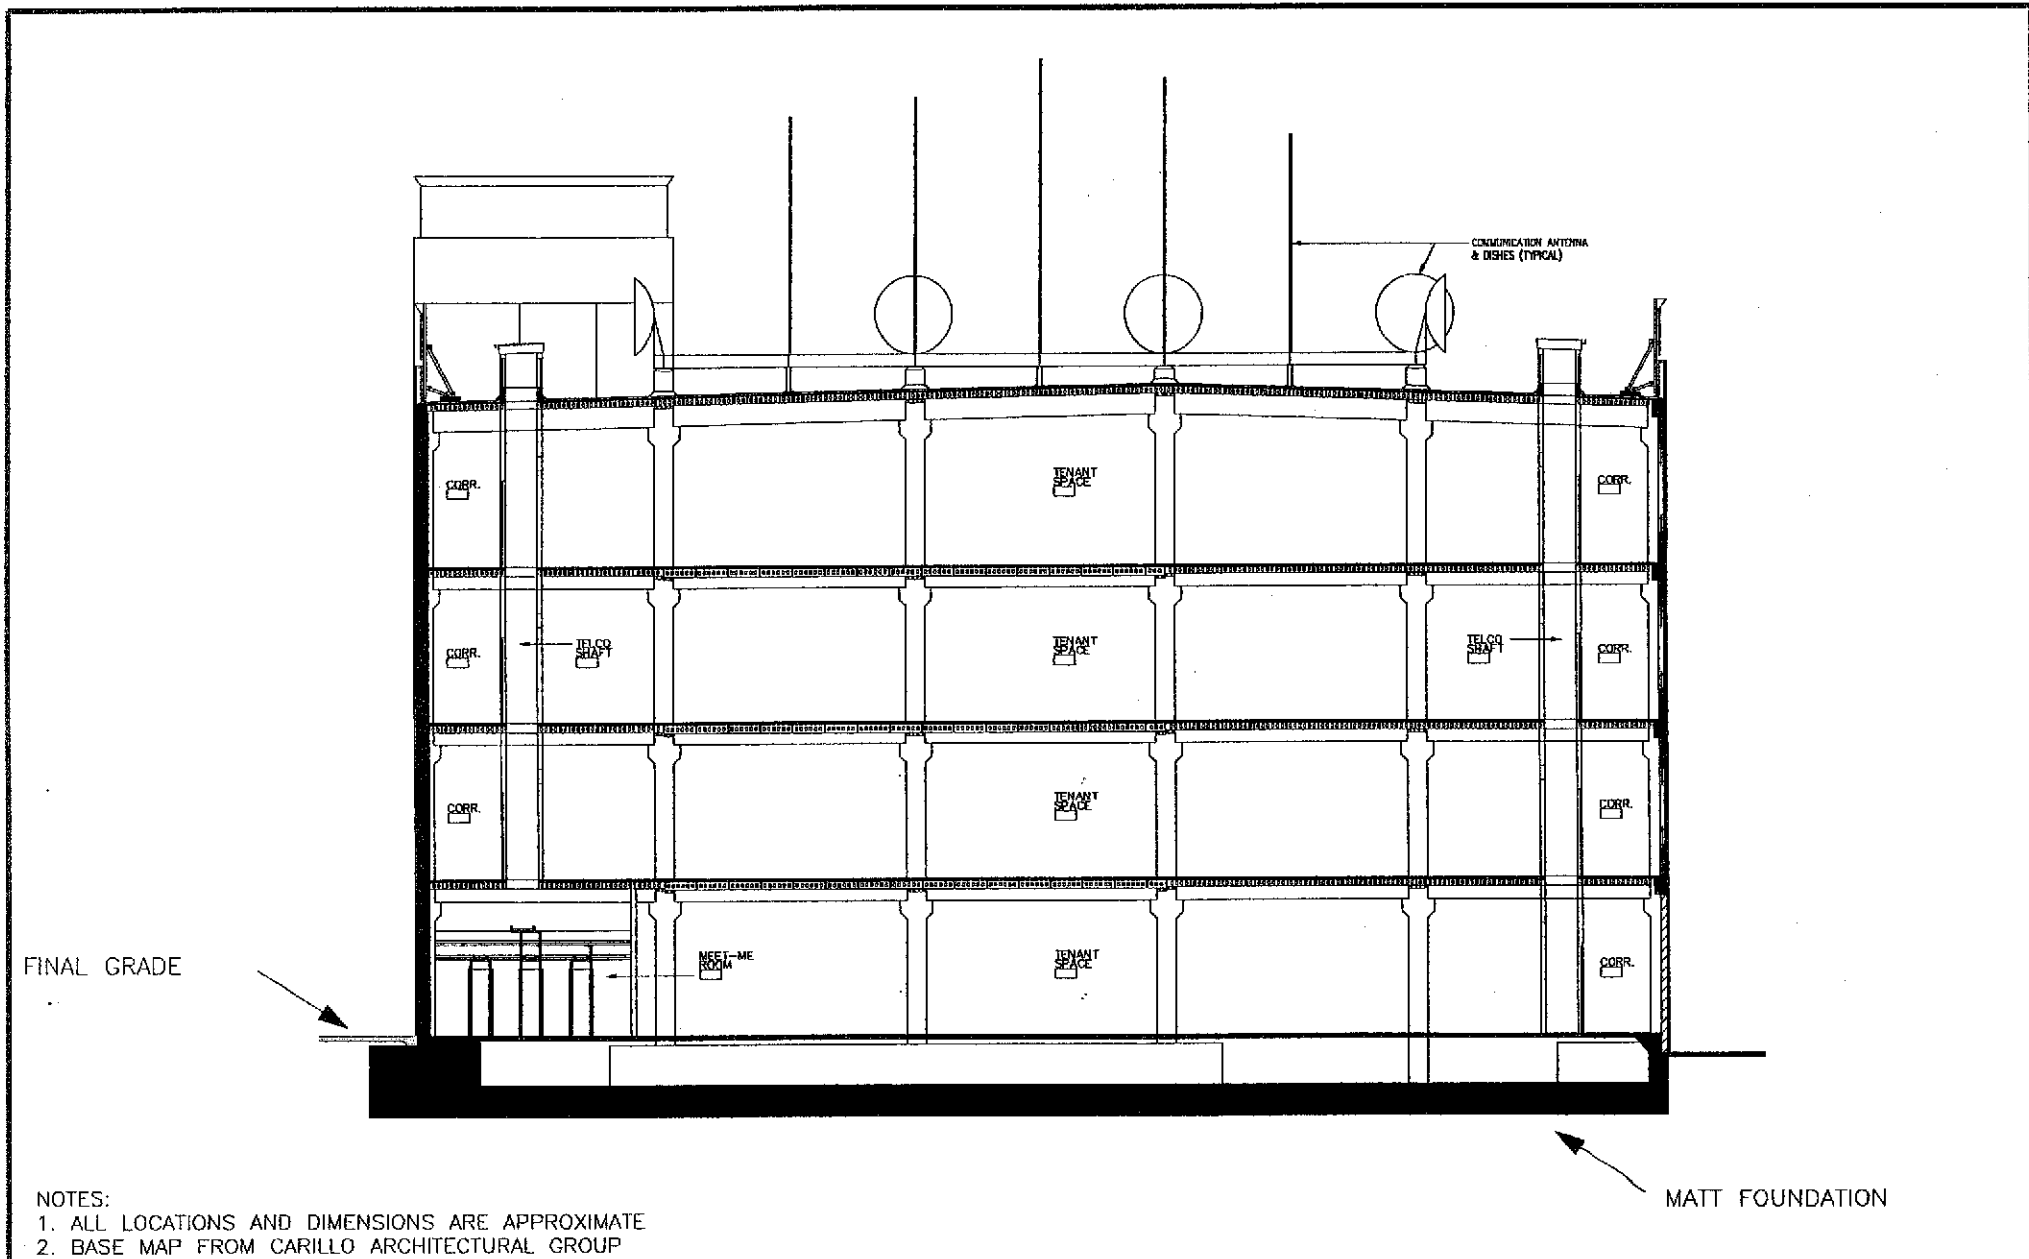 COMMUNICATION ANTENNA
& DISHES (TYPICAL)
CORR.
TENANT
SPACE
CORR.
CORR.
TELCO
SHAFT
TENANT
SPACE
TELCO
SHAFT
CORR.
CORR.
TENANT
SPACE
CORR.
FINAL GRADE
MEET-ME
ROOM
TENANT
SPACE
CORR.
MATT FOUNDATION
NOTES:
1. ALL LOCATIONS AND DIMENSIONS ARE APPROXIMATE
2. BASE MAP FROM CARILLO ARCHITECTURAL GROUP